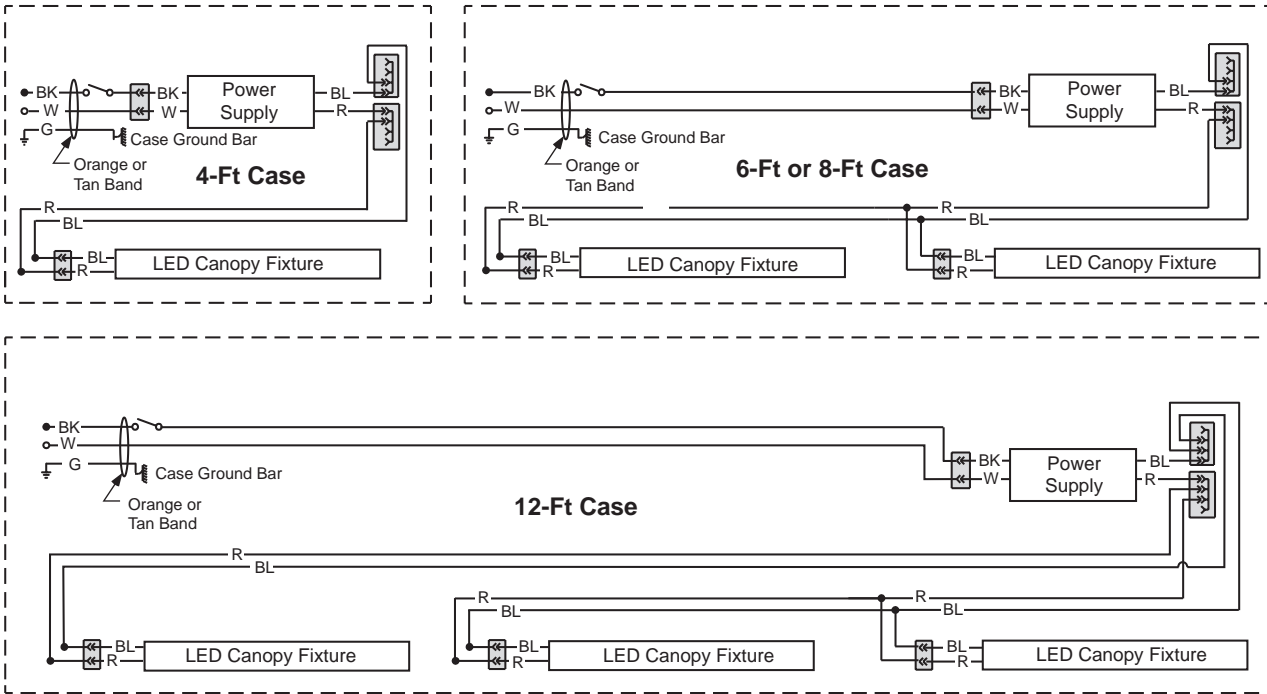 BK
BK
Power
Supply
BL
W
W
R
G
Case Ground Bar
Orange or
Tan Band
4-Ft Case
R
BL
BL
R
LED Canopy Fixture
BK
BK
Power
Supply
BL
W
W
R
G
Case Ground Bar
Orange or
Tan Band
6-Ft or 8-Ft Case
R
R
BL
BL
BL
R
LED Canopy Fixture
BL
R
LED Canopy Fixture
BK
W
G
Case Ground Bar
Orange or
Tan Band
BK
W
Power
Supply
BL
R
12-Ft Case
R
BL
R
R
BL
BL
BL
R
LED Canopy Fixture
BL
R
LED Canopy Fixture
BL
R
LED Canopy Fixture